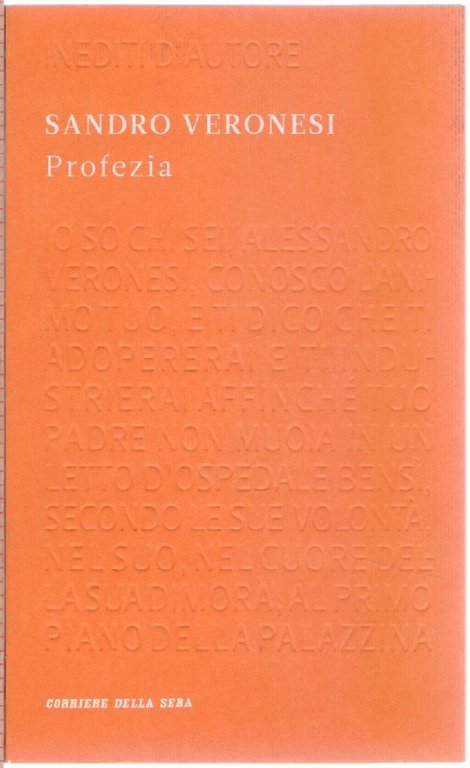 INEDITI D'AUTORE
SANDRO VERONESI
Profezia
IO SO CHI SEI, ALESSANDRO
VERONESI, CONOSCO L'ANI-
MO TUO, E TI DICO CHE TI
ADOPERERAI E T'INDU-
STRIERAI AFFINCHÉ TUO
PADRE NON MUOIA IN UN
LETTO D'OSPEDALE BENSÌ,
SECONDO LE SUE VOLONTÀ,
NEL SUO, NEL CUORE DEL-
LA SUA DIMORA, AL PRIMO
PIANO DELLA PALAZZINA
CORRIERE DELLA SERA